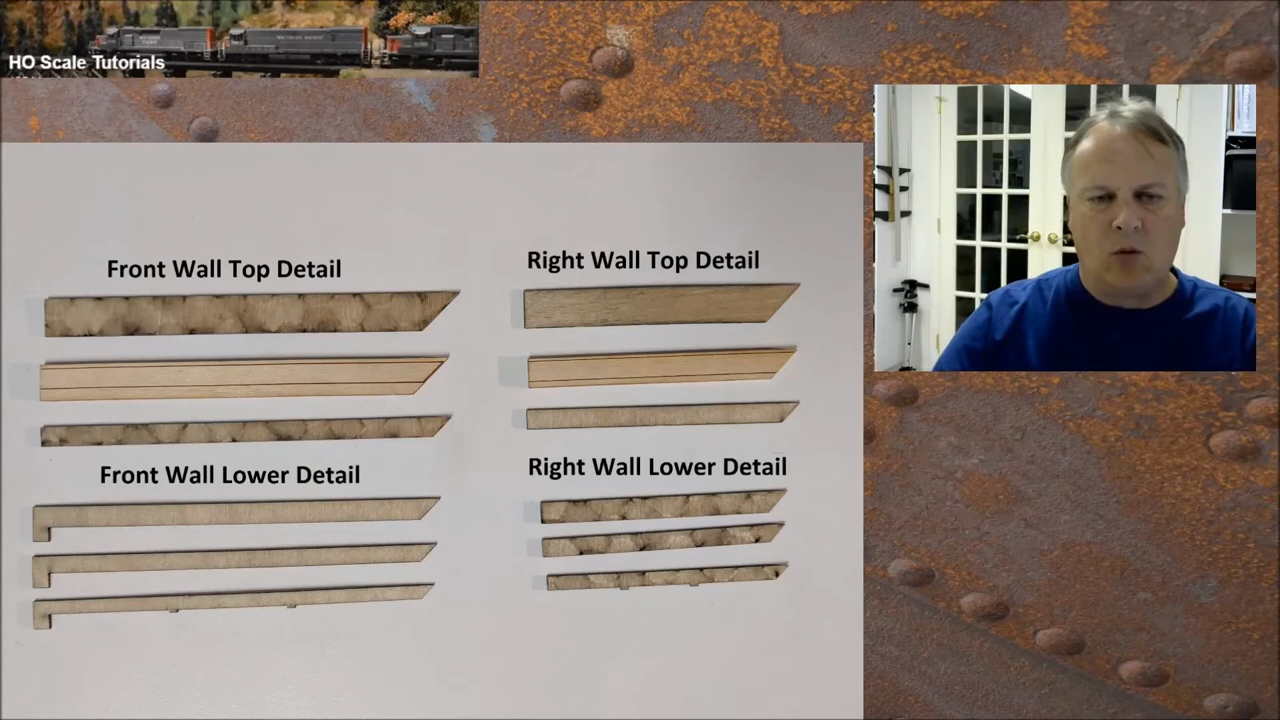 HO Scale Tutorials
Front Wall Top Detail
Right Wall Top Detail
Front Wall Lower Detail
Right Wall Lower Detail